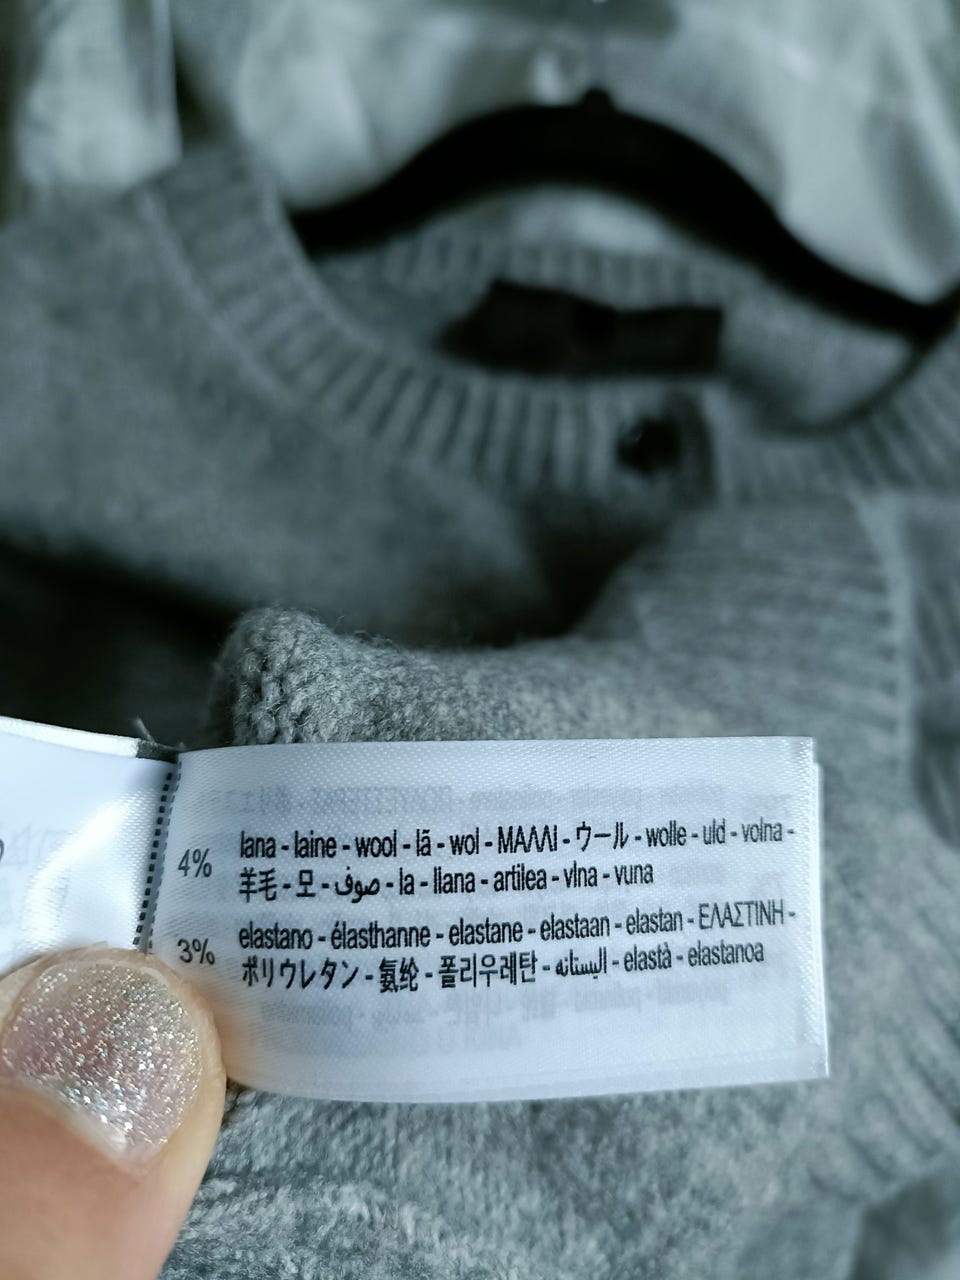 4% lana - laine - wool - lã - wol - ΜΑΛΛΙ - ウール - wolle - uld - volna -
羊毛 - 모 - صوف - la - llana - artilea - vlna - vuna
3% elastano - élasthanne - elastane - elastaan - elastan - ΕΛΑΣΤΙΝΗ -
ポリウレタン - 氨纶 - 폴리우레탄 - البستانه - elastà - elastanoa